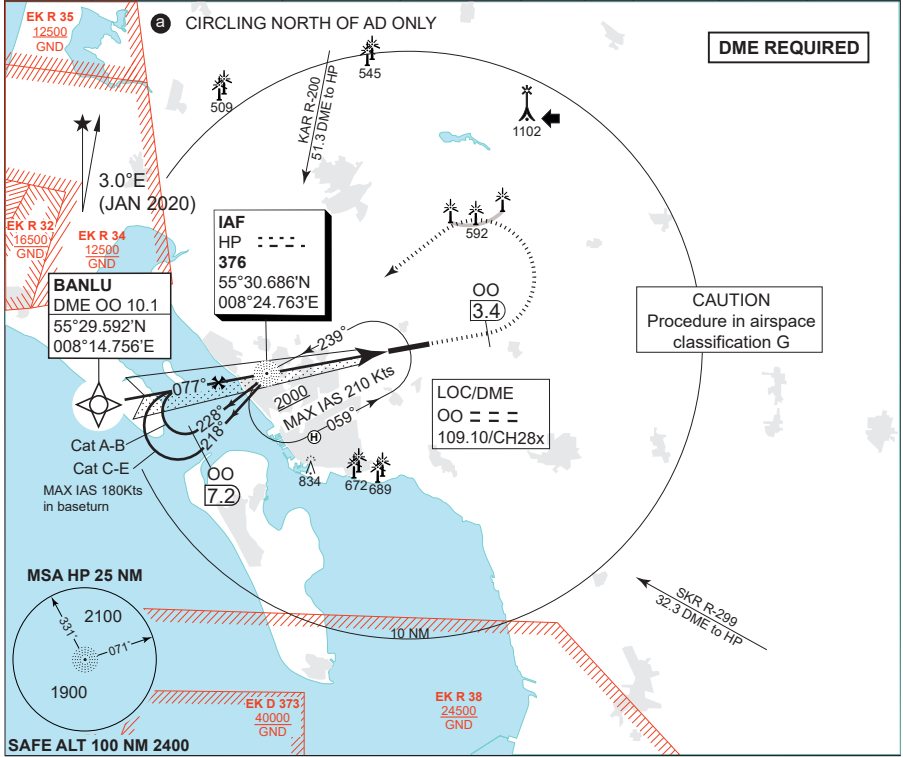 EK R 35
12500
GND
a CIRCLING NORTH OF AD ONLY
DME REQUIRED
509
545
1102
KAR R-200
51.3 DME to HP
3.0°E
(JAN 2020)
EK R 32
16500
GND
EK R 34
12500
GND
IAF
HP
376
55°30.686'N
008°24.763'E
592
BANLU
DME OO 10.1
55°29.592'N
008°14.756'E
OO
3.4
CAUTION
Procedure in airspace
classification G
239°
077°
2000
MAX IAS 210 Kts
059°
228°
218°
H
LOC/DME
OO
109.10/CH28x
Cat A-B
Cat C-E
MAX IAS 180Kts
in baseturn
OO
7.2
834
672
689
MSA HP 25 NM
2100
331°
071°
1900
SAFE ALT 100 NM 2400
10 NM
SKR R-299
32.3 DME to HP
EK D 373
40000
GND
EK R 38
24500
GND